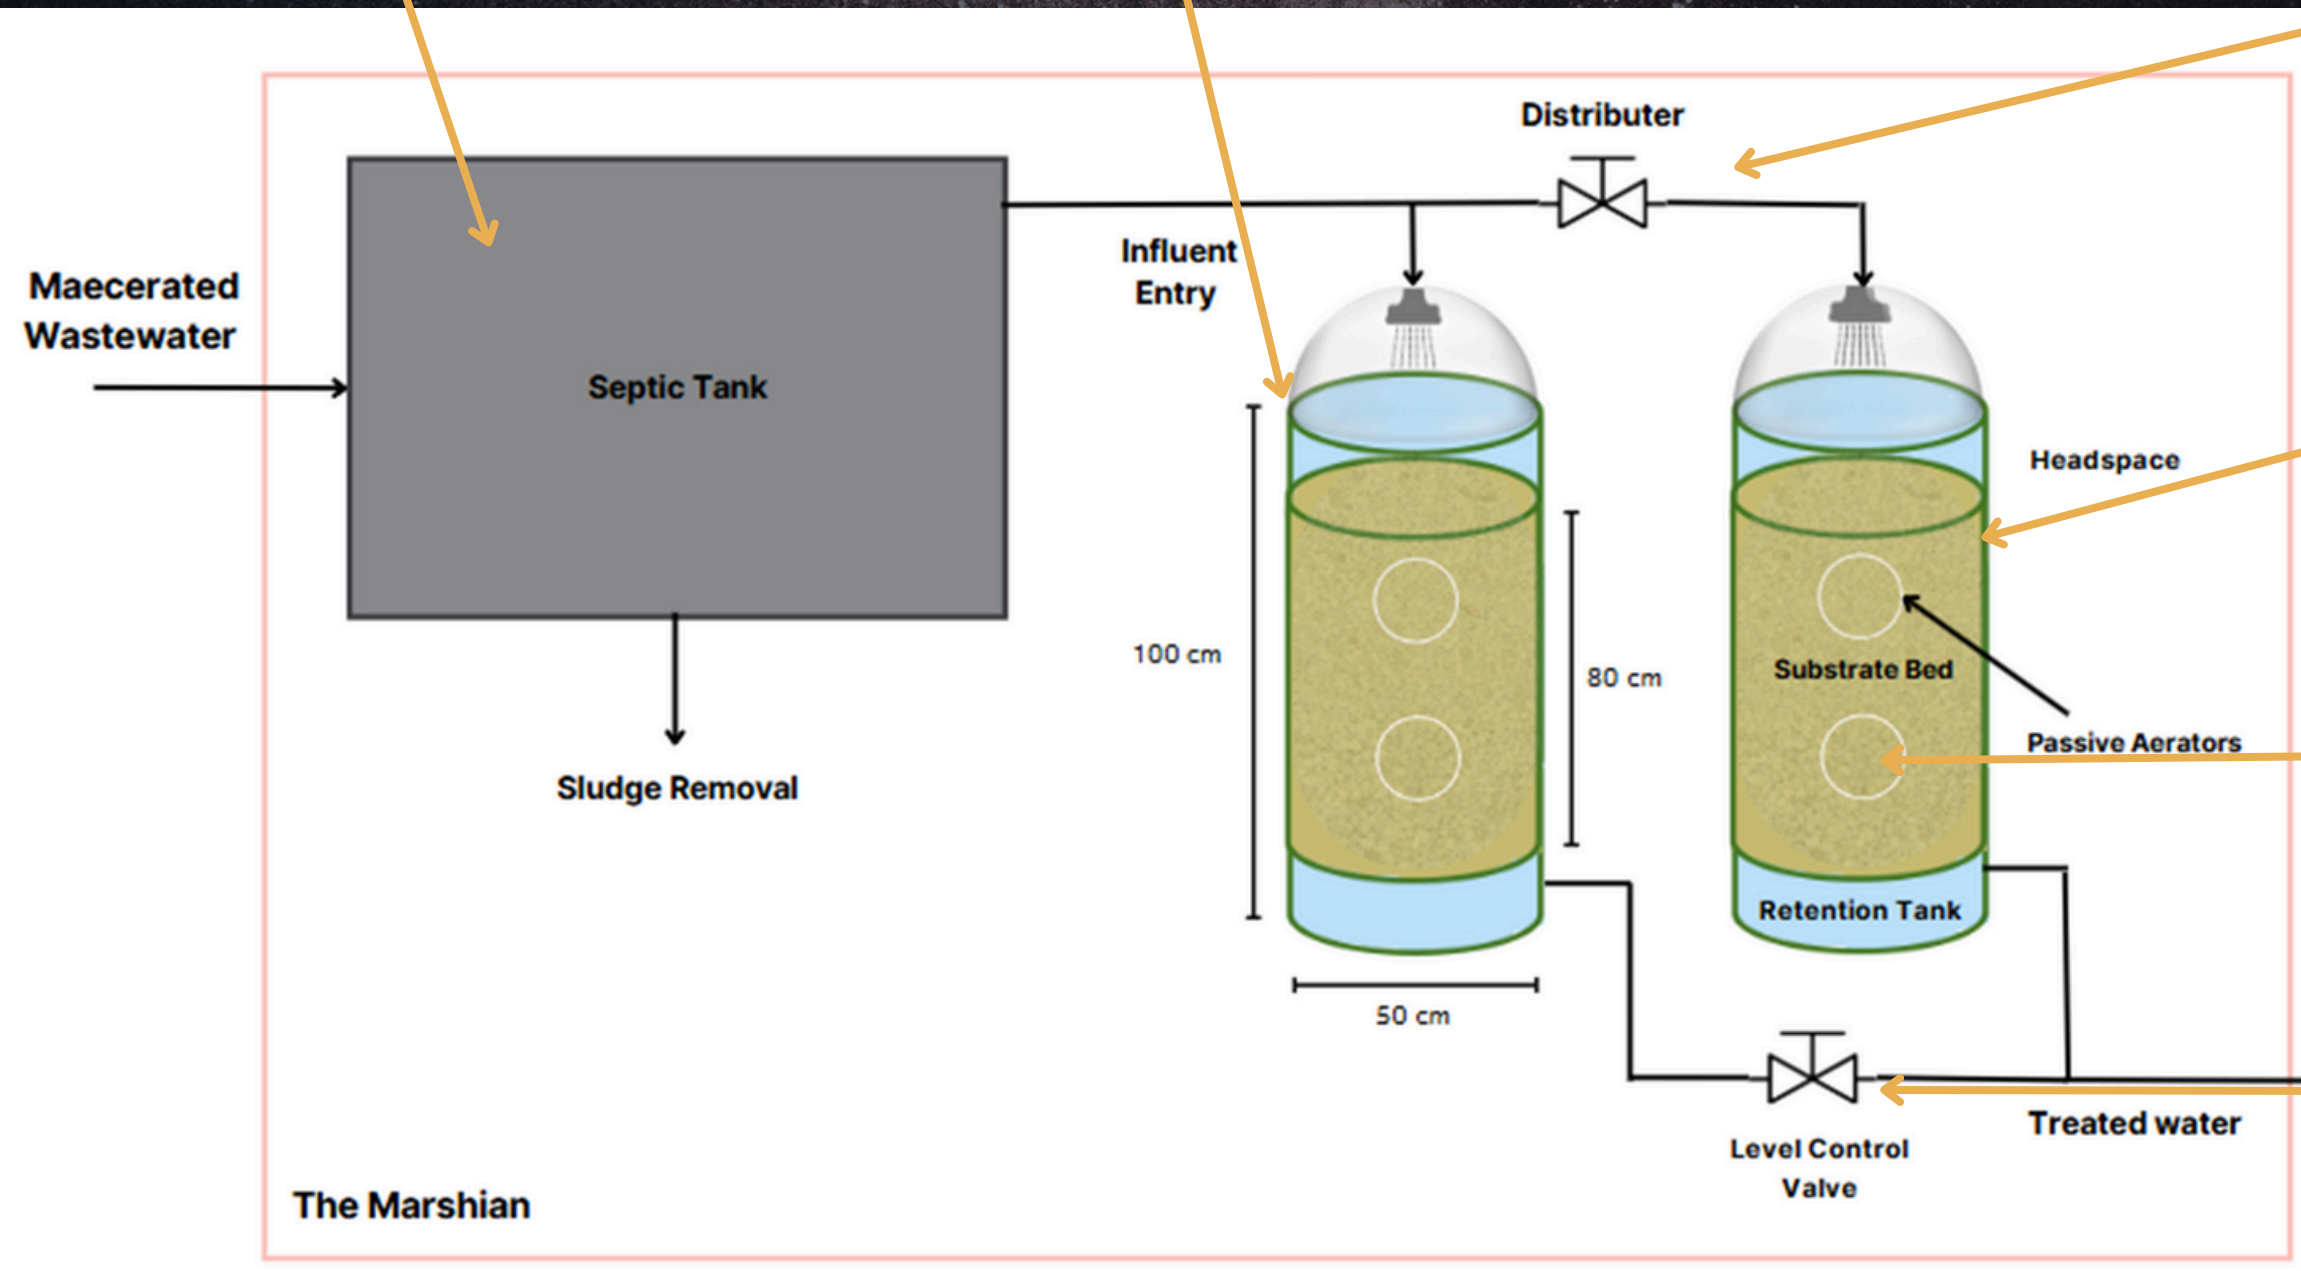 Distributer
Influent
Entry
Maecerated
Wastewater
Septic Tank
Headspace
100 cm
80 cm
Substrate Bed
Passive Aerators
Sludge Removal
Retention Tank
50 cm
Treated water
Level Control
Valve
The Marshian